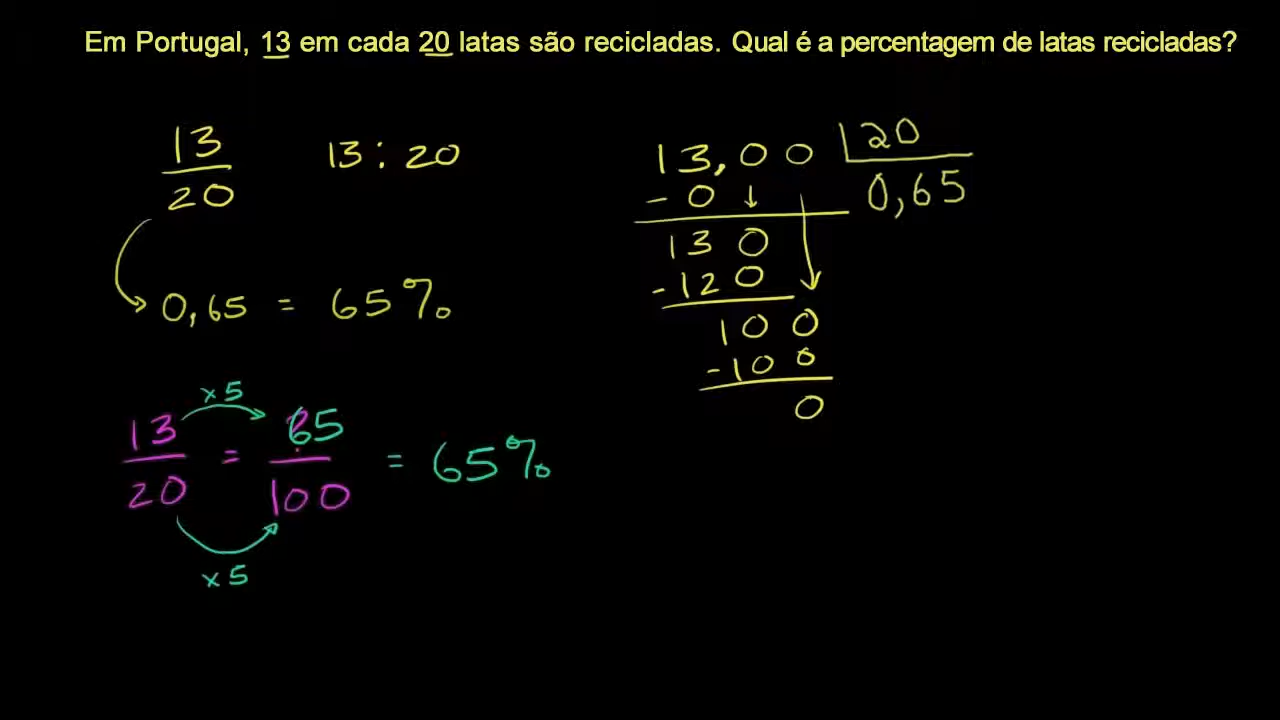 Em Portugal, 13 em cada 20 latas são recicladas. Qual é a percentagem de latas recicladas?
13
20
13 : 20
0,65 = 65%
13,00 20
- 0 0,65
130
-120
100
-100
0
x5
13 = 65 = 65%
20 100
x5